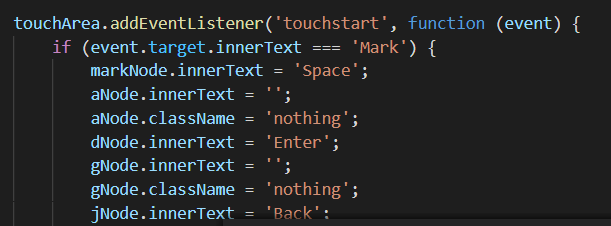 touchArea.addEventListener('touchstart', function (event) {
if (event.target.innerText === 'Mark') {
markNode.innerText = 'Space';
aNode.innerText = '';
aNode.className = 'nothing';
dNode.innerText = 'Enter';
gNode.innerText = '';
gNode.className = 'nothing';
jNode.innerText = 'Back';